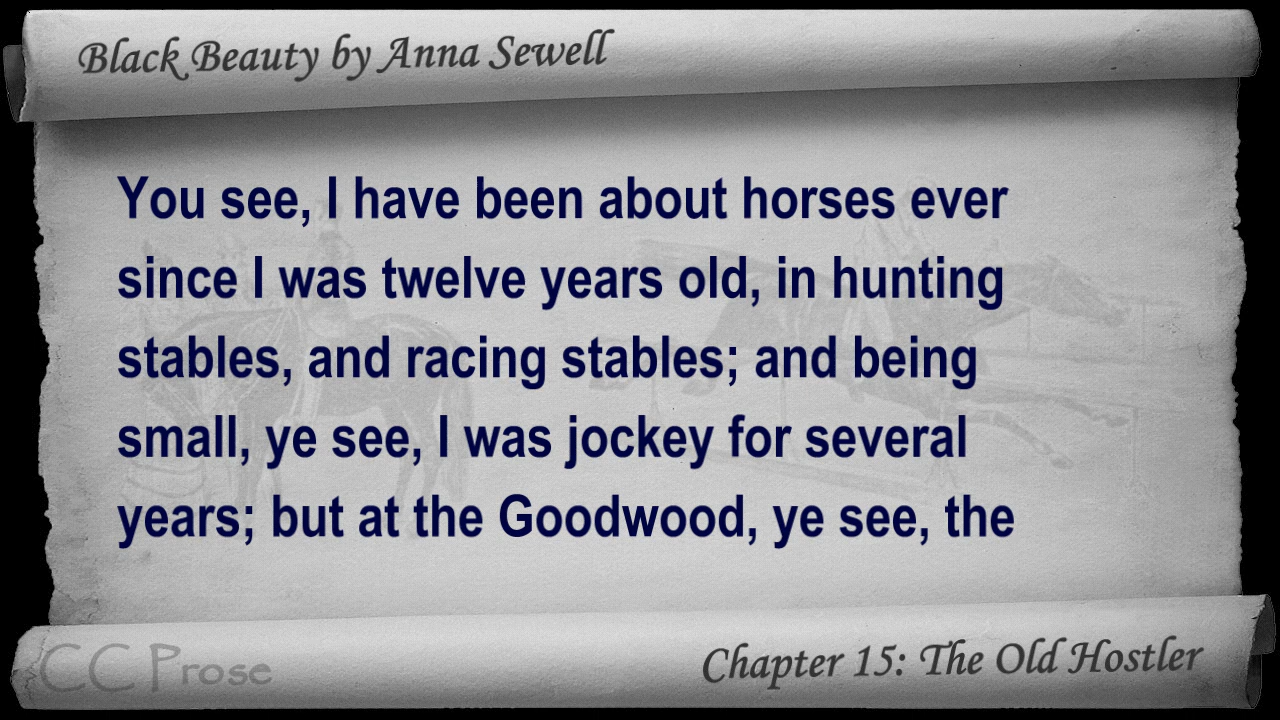 Black Beauty by Anna Sewell
You see, I have been about horses ever
since I was twelve years old, in hunting
stables, and racing stables; and being
small, ye see, I was jockey for several
years; but at the Goodwood, ye see, the
CC Prose
Chapter 15: The Old Hostler